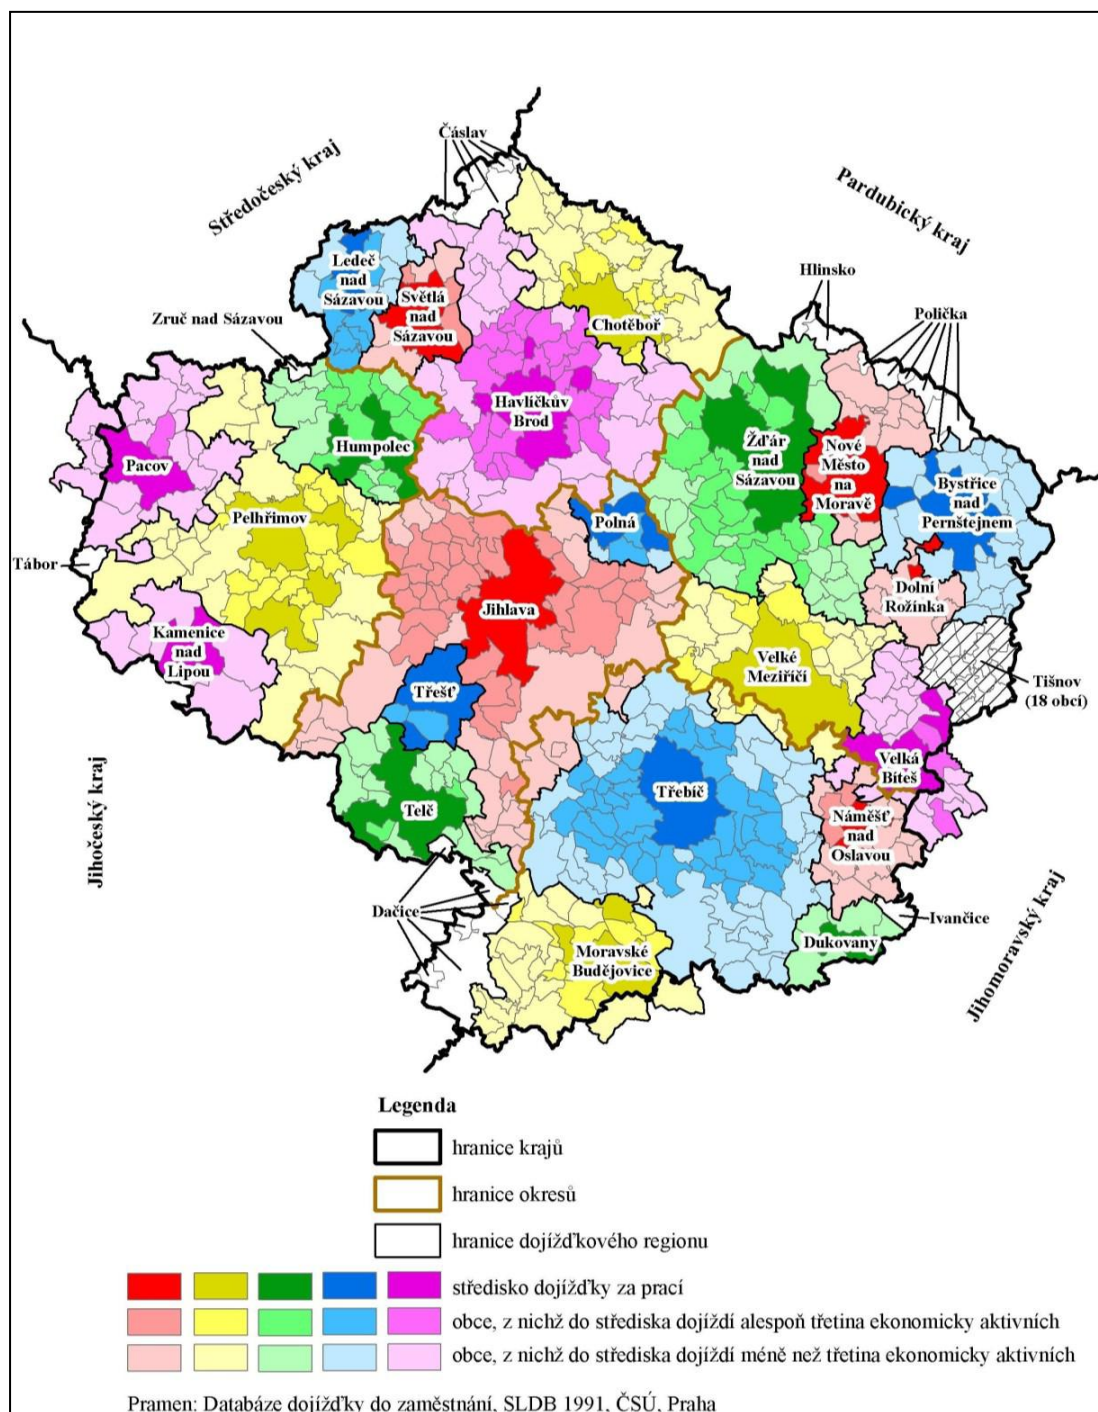 Čáslav
Středočeský kraj
Pardubický kraj
Ledeč
nad
Sázavou
Světlá
nad
Sázavou
Hlinsko
Zruč nad Sázavou
Chotěboř
Polička
Havlíčkův
Brod
Humpolec
Pacov
Žďár
nad
Sázavou
Nové
Město
na
Moravě
Bystřice
nad
Pernštejnem
Pelhřimov
Polná
Tábor
Jihlava
Dolní
Rožínka
Kamenice
nad
Lipou
Velké
Meziříčí
Třešť
Tišnov
(18 obcí)
Velká
Bíteš
Jihočeský kraj
Telč
Třebíč
Náměšť
nad
Oslavou
Dačice
Ivančice
Moravské
Budějovice
Dukovany
Jihomoravský kraj
Legenda
hranice krajů
hranice okresů
hranice dojížďkového regionu
středisko dojížďky za prací
obce, z nichž do střediska dojíždí alespoň třetina ekonomicky aktivních
obce, z nichž do střediska dojíždí méně než třetina ekonomicky aktivních
Pramen: Databáze dojížďky do zaměstnání, SLDB 1991, ČSÚ, Praha